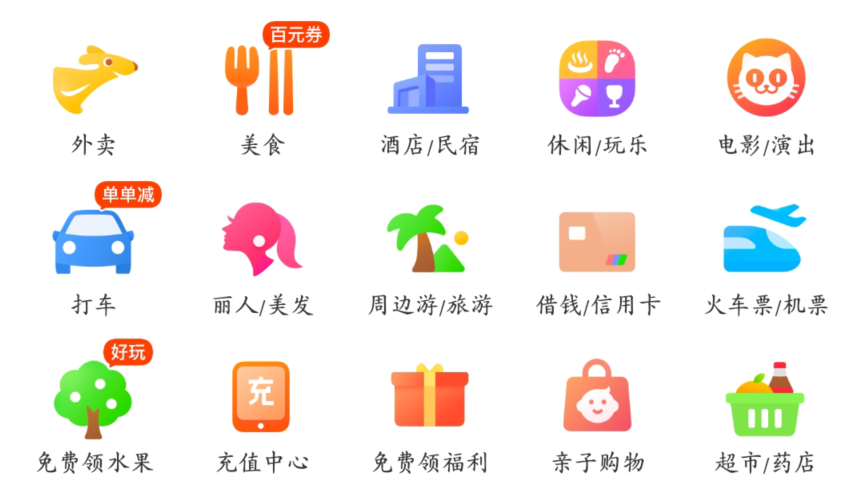 百元券
外卖
美食
酒店/民宿
休闲/玩乐
电影/演出
单单减
打车
丽人/美发
周边游/旅游
借钱/信用卡
火车票/机票
好玩
充
免费领水果
充值中心
免费领福利
亲子购物
超市/药店